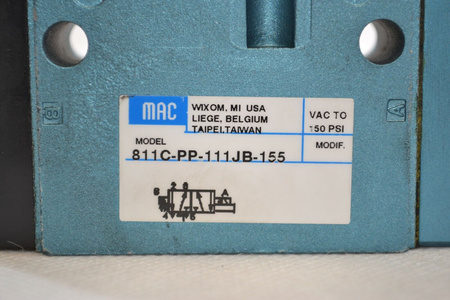 MAC
WIXOM, MI USA
LIEGE, BELGIUM
TAIPEI, TAIWAN
VAC TO
150 PSI
MODEL
811C-PP-111JB-155
MODIF.